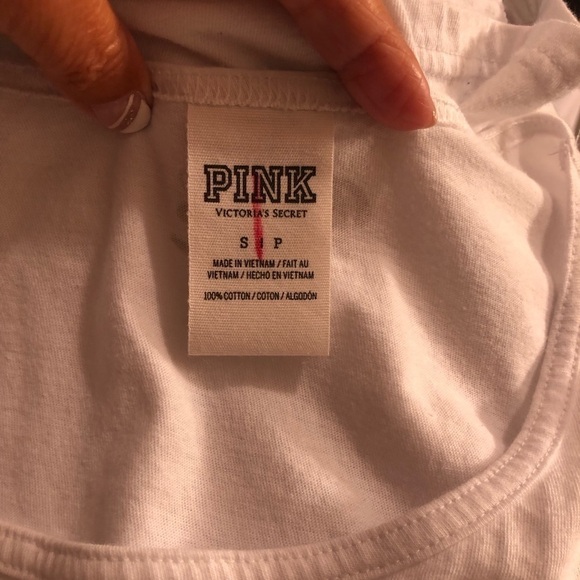 PINK
VICTORIA'S SECRET
S | P
MADE IN VIETNAM / FAIT AU
VIETNAM / HECHO EN VIETNAM
100% COTTON / COTON / ALGODÓN